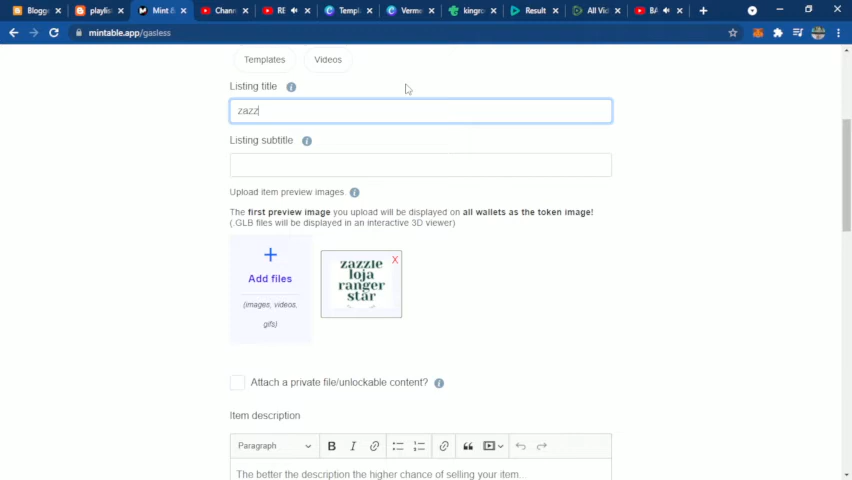 Blogge
playlis
Mint &
Chann
RE
Templa
Verme
kingro
Result
All Vid
BA
mintable.app/gasless
Templates Videos
Listing title
zazz
Listing subtitle
Upload item preview images.
The first preview image you upload will be displayed on all wallets as the token image!
(.GLB files will be displayed in an interactive 3D viewer)
+
Add files
(images, videos,
gifs)
X
zazzie
loja
ranger
star
Attach a private file/unlockable content?
Item description
Paragraph B I
The better the description the higher chance of selling your item..